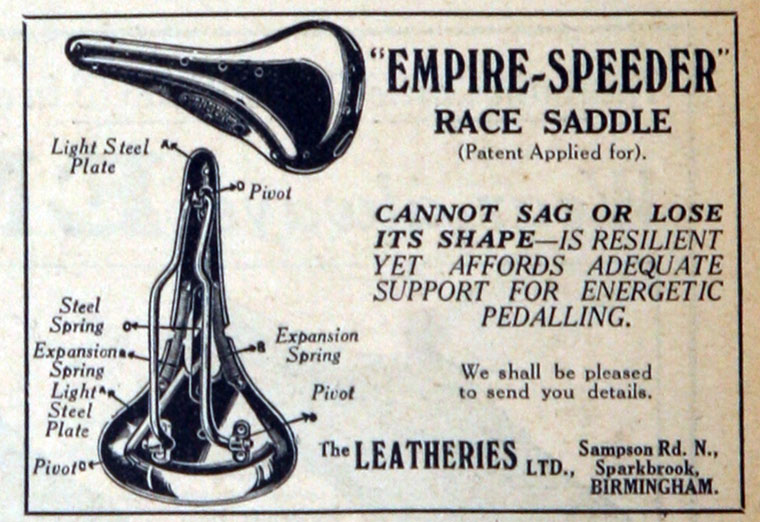 "EMPIRE-SPEEDER"
RACE SADDLE
(Patent Applied for).
Light Steel
Plate
A
D
Pivot
CANNOT SAG OR LOSE
ITS SHAPE—IS RESILIENT
YET AFFORDS ADEQUATE
SUPPORT FOR ENERGETIC
PEDALLING.
Steel
Spring
Expansion
Spring
B
Expansion
Spring
Light
Steel
Plate
A
Pivot
Pivot
We shall be pleased
to send you details.
The LEATHERIES LTD.,
Sampson Rd. N.,
Sparkbrook,
BIRMINGHAM.